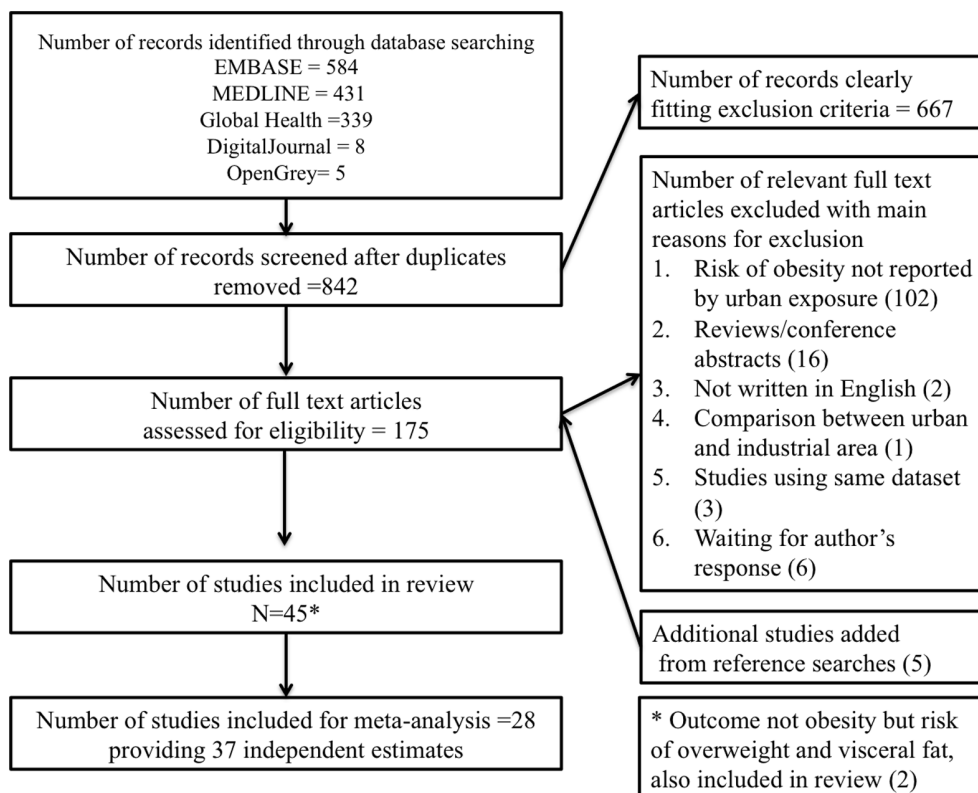 Number of records identified through database searching
EMBASE = 584
MEDLINE = 431
Global Health =339
DigitalJournal = 8
OpenGrey= 5
Number of records clearly
fitting exclusion criteria = 667
Number of records screened after duplicates
removed =842
Number of relevant full text
articles excluded with main
reasons for exclusion
1. Risk of obesity not reported
by urban exposure (102)
2. Reviews/conference
abstracts (16)
3. Not written in English (2)
4. Comparison between urban
and industrial area (1)
5. Studies using same dataset
(3)
6. Waiting for author’s
response (6)
Number of full text articles
assessed for eligibility = 175
Additional studies added
from reference searches (5)
Number of studies included in review
N=45*
Number of studies included for meta-analysis =28
providing 37 independent estimates
* Outcome not obesity but risk
of overweight and visceral fat,
also included in review (2)